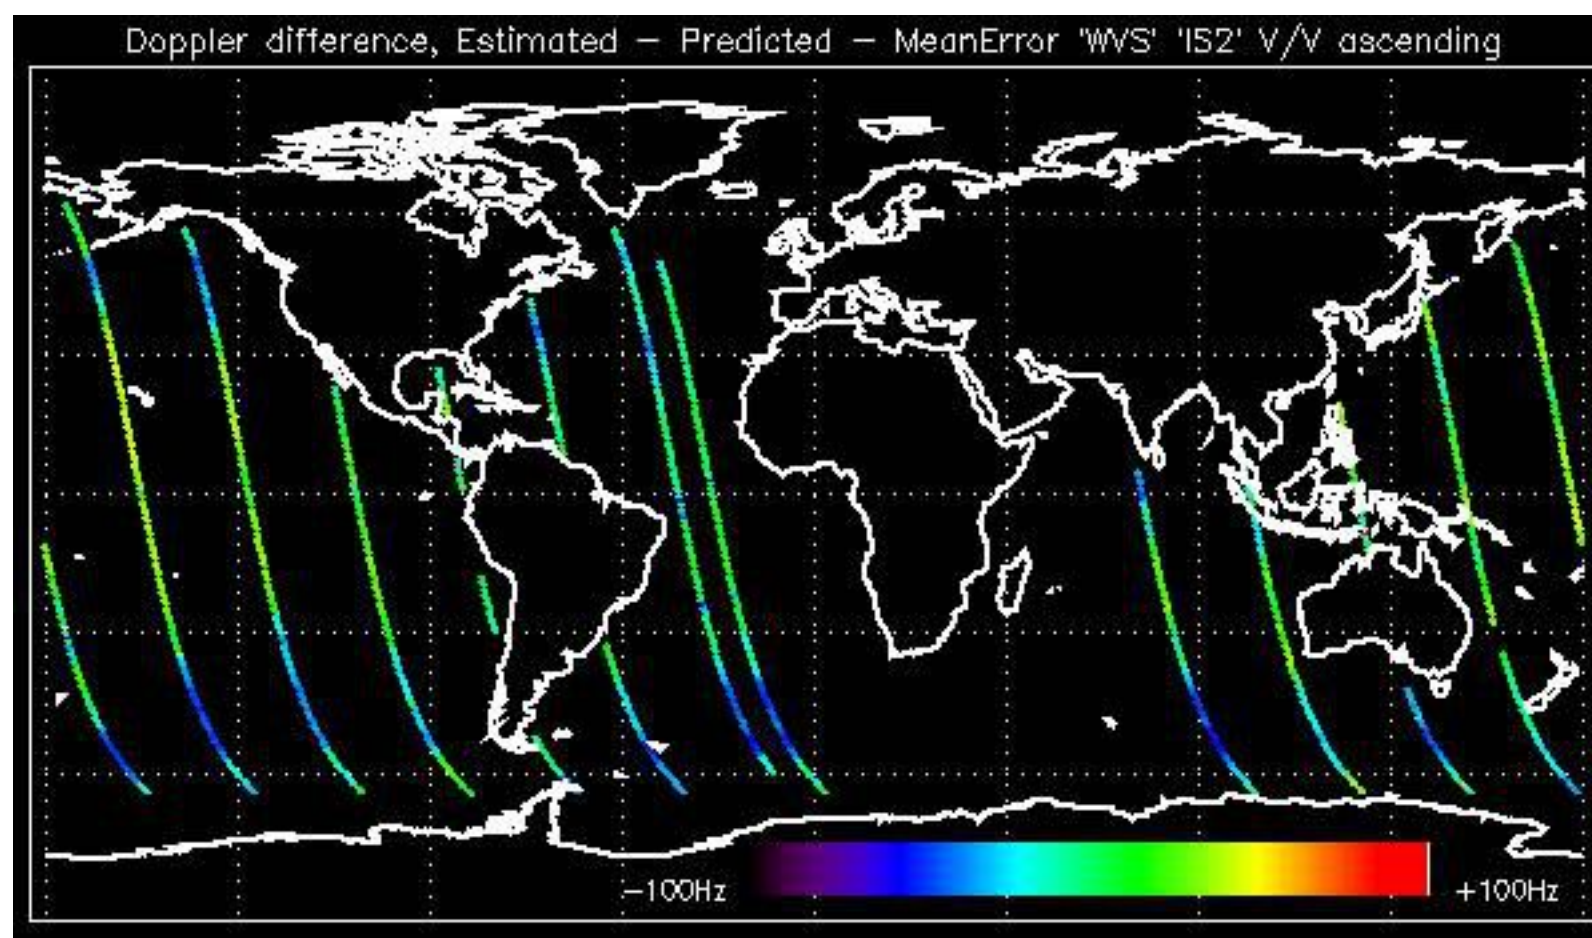 Doppler difference, Estimated – Predicted – MeanError 'WVS' 'IS2' V/V ascending
–100Hz
+100Hz